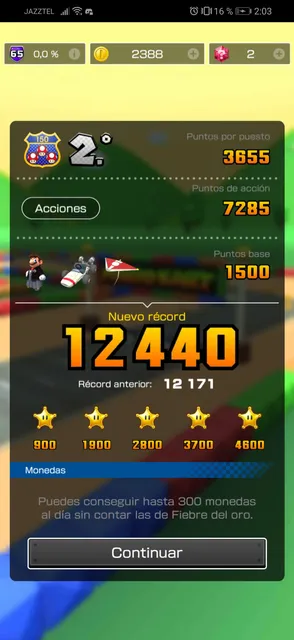 JAZZTEL 16 % 2:03
65 0,0 % 2388 2
150 2.º Puntos por puesto
3655
Puntos de acción
Acciones 7285
Puntos base
1500
Nuevo récord
12 440
Récord anterior: 12 171
900 1900 2800 3700 4600
Monedas
Puedes conseguir hasta 300 monedas
al día sin contar las de Fiebre del oro.
Continuar